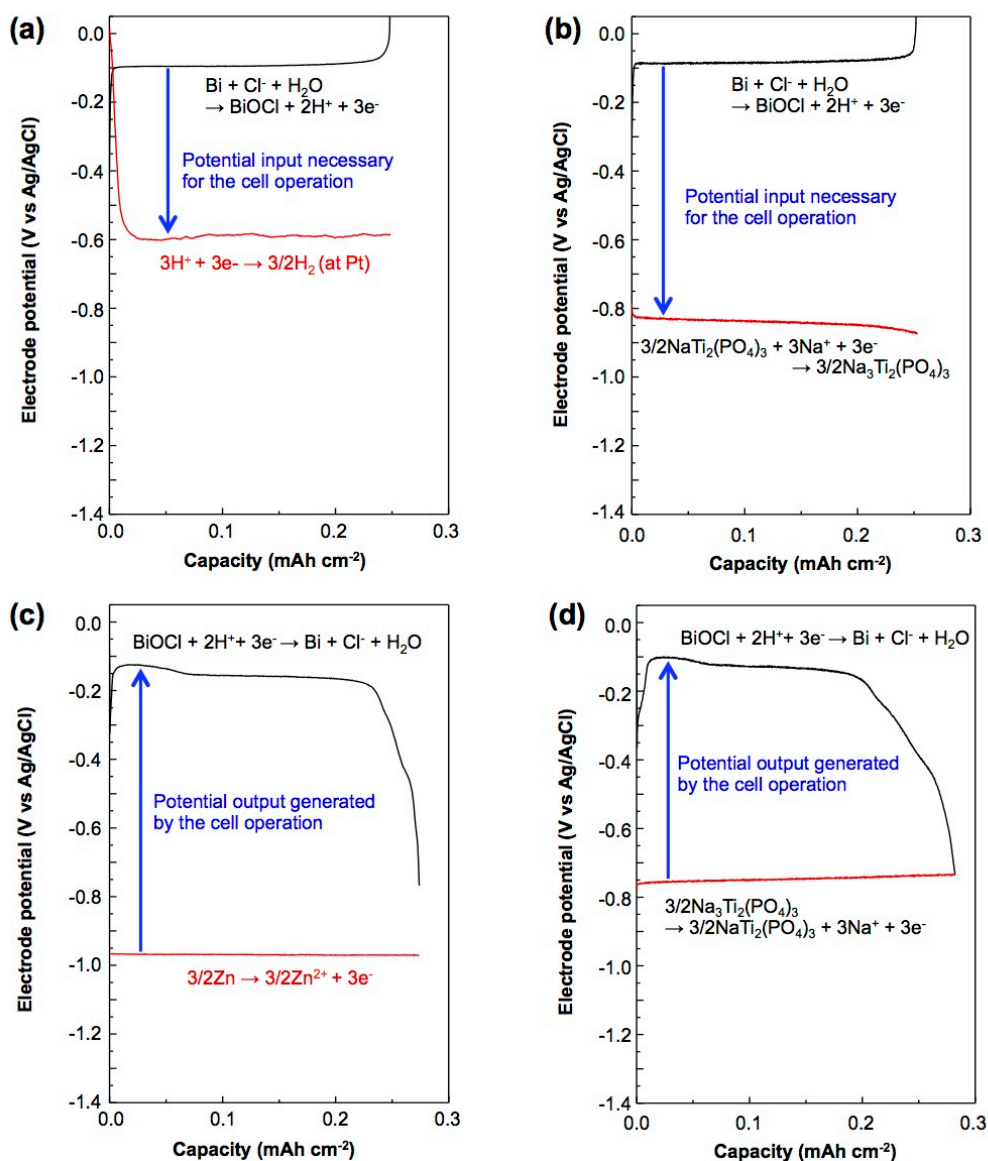 (a)
0.0
-0.2
-0.4
-0.6
-0.8
-1.0
-1.2
-1.4
Electrode potential (V vs Ag/AgCl)
Bi + Cl⁻ + H₂O
→ BiOCl + 2H⁺ + 3e⁻
Potential input necessary
for the cell operation
3H⁺ + 3e- → 3/2H₂ (at Pt)
0.0 0.1 0.2 0.3
Capacity (mAh cm⁻²)
(b)
0.0
-0.2
-0.4
-0.6
-0.8
-1.0
-1.2
-1.4
Electrode potential (V vs Ag/AgCl)
Bi + Cl⁻ + H₂O
→ BiOCl + 2H⁺ + 3e⁻
Potential input necessary
for the cell operation
3/2NaTi₂(PO₄)₃ + 3Na⁺ + 3e⁻
→ 3/2Na₃Ti₂(PO₄)₃
0.0 0.1 0.2 0.3
Capacity (mAh cm⁻²)
(c)
0.0
-0.2
-0.4
-0.6
-0.8
-1.0
-1.2
-1.4
Electrode potential (V vs Ag/AgCl)
BiOCl + 2H⁺+ 3e⁻ → Bi + Cl⁻ + H₂O
Potential output generated
by the cell operation
3/2Zn → 3/2Zn²⁺ + 3e⁻
0.0 0.1 0.2 0.3
Capacity (mAh cm⁻²)
(d)
0.0
-0.2
-0.4
-0.6
-0.8
-1.0
-1.2
-1.4
Electrode potential (V vs Ag/AgCl)
BiOCl + 2H⁺+ 3e⁻ → Bi + Cl⁻ + H₂O
Potential output generated
by the cell operation
3/2Na₃Ti₂(PO₄)₃
→ 3/2NaTi₂(PO₄)₃ + 3Na⁺ + 3e⁻
0.0 0.1 0.2 0.3
Capacity (mAh cm⁻²)